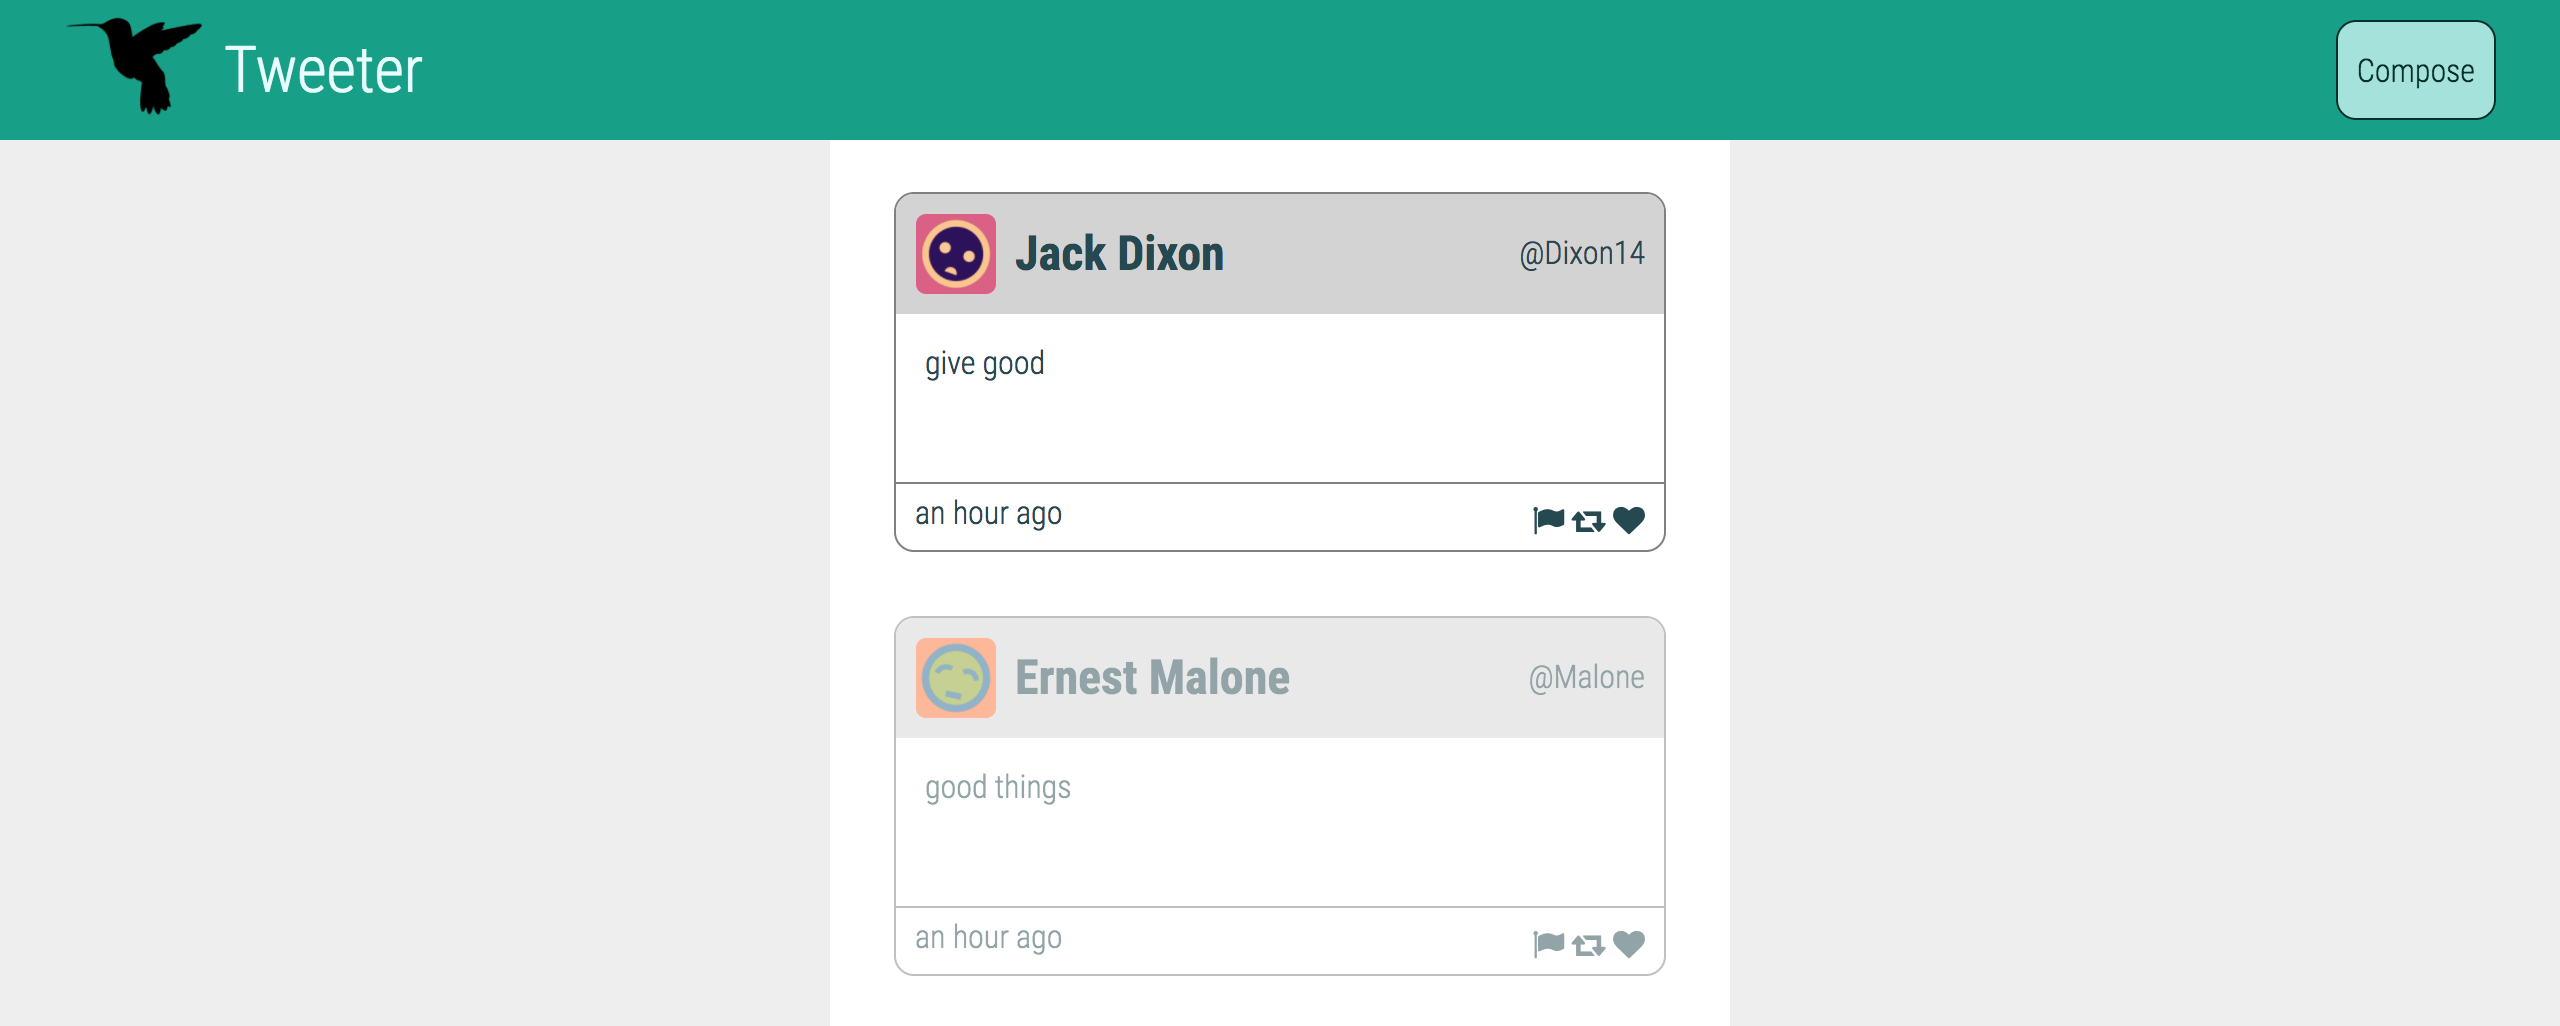 Tweeter
Compose
Jack Dixon
@Dixon14
give good
an hour ago
Ernest Malone
@Malone
good things
an hour ago